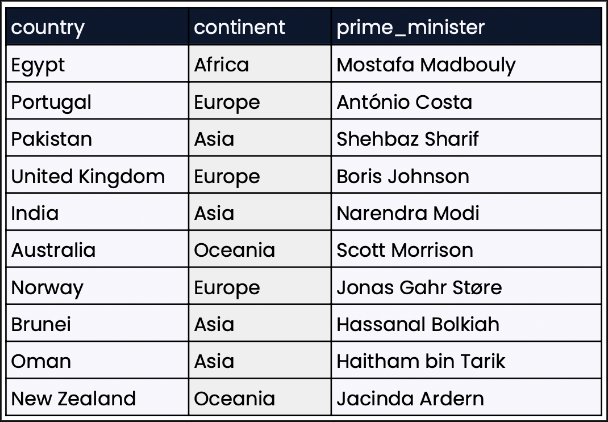 country continent prime_minister
Egypt Africa Mostafa Madbouly
Portugal Europe António Costa
Pakistan Asia Shehbaz Sharif
United Kingdom Europe Boris Johnson
India Asia Narendra Modi
Australia Oceania Scott Morrison
Norway Europe Jonas Gahr Støre
Brunei Asia Hassanal Bolkiah
Oman Asia Haitham bin Tarik
New Zealand Oceania Jacinda Ardern